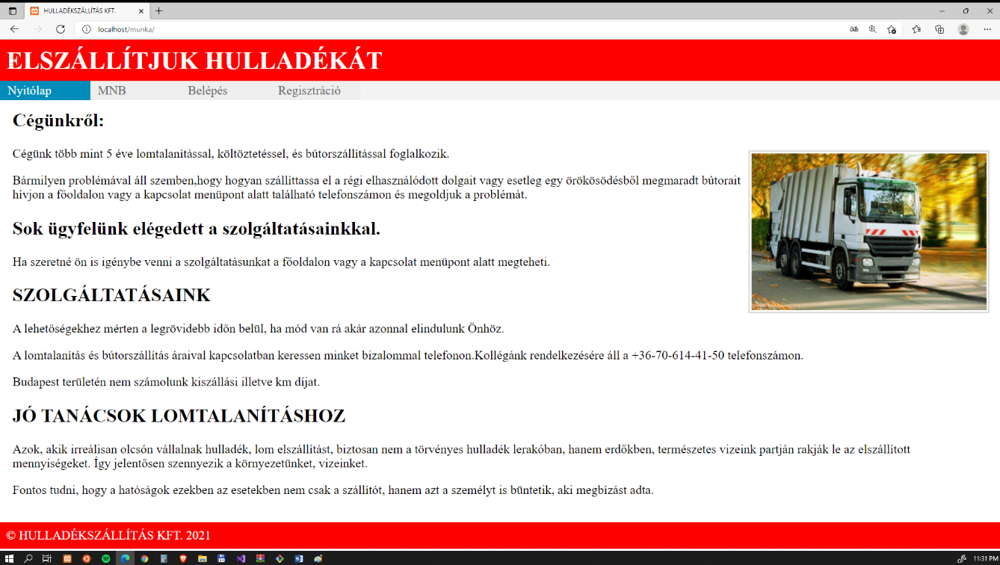 HULLADÉKSZÁLLÍTÁS KFT.
localhost/munka/
ELSZÁLLÍTJUK HULLADÉKÁT
Nyitólap MNB Belépés Regisztráció
Cégünkről:
Cégünk több mint 5 éve lomtalanítással, költöztetéssel, és bútorszállítással foglalkozik.
Bármilyen problémával áll szemben,hogy hogyan szállittassa el a régi elhasználódott dolgait vagy esetleg egy örökösödésből megmaradt bútorait
hívjon a főoldalon vagy a kapcsolat menüpont alatt található telefonszámon és megoldjuk a problémát.
Sok ügyfelünk elégedett a szolgáltatásainkkal.
Ha szeretné ön is igénybe venni a szolgáltatásunkat a főoldalon vagy a kapcsolat menüpont alatt megteheti.
SZOLGÁLTATÁSAINK
A lehetőségekhez mérten a legrövidebb időn belül, ha mód van rá akár azonnal elindulunk Önhöz.
A lomtalanítás és bútorszállítás áraival kapcsolatban keressen minket bizalommal telefonon.Kollégánk rendelkezésére áll a +36-70-614-41-50 telefonszámon.
Budapest területén nem számolunk kiszállási illetve km díjat.
JÓ TANÁCSOK LOMTALANÍTÁSHOZ
Azok, akik irreálisan olcsón vállalnak hulladék, lom elszállítást, biztosan nem a törvényes hulladék lerakóban, hanem erdőkben, természetes vizeink partján rakják le az elszállított
mennyiségeket. Így jelentősen szennyezik a környezetünket, vizeinket.
Fontos tudni, hogy a hatóságok ezekben az esetekben nem csak a szállítót, hanem azt a személyt is büntetik, aki megbízást adta.
© HULLADÉKSZÁLLÍTÁS KFT. 2021
11:31 PM